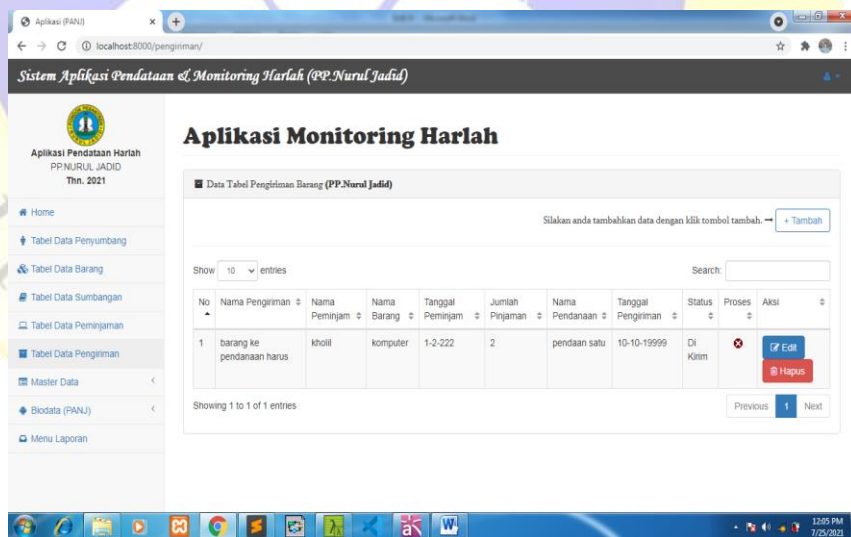 Aplikasi (PANJ)
localhost:8000/pengiriman/
Sistem Aplikasi Pendataan & Monitoring Harlah (PP.Nurul Jadid)
Aplikasi Pendataan Harlah
PP.NURUL JADID
Thn. 2021
Home
Tabel Data Penyumbang
Tabel Data Barang
Tabel Data Sumbangan
Tabel Data Peminjaman
Tabel Data Pengiriman
Master Data
Biodata (PANJ)
Menu Laporan
Aplikasi Monitoring Harlah
Data Tabel Pengiriman Barang (PP.Nurul Jadid)
Silakan anda tambahkan data dengan klik tombol tambah. → + Tambah
Show 10 entries Search:
No Nama Pengiriman Nama Peminjam Nama Barang Tanggal Peminjam Jumlah Pinjaman Nama Pendanaan Tanggal Pengiriman Status Proses Aksi
1 barang ke pendanaan harus kholil komputer 1-2-222 2 pendaan satu 10-10-19999 Di Kirim Edit
Hapus
Showing 1 to 1 of 1 entries Previous 1 Next
12:05 PM
7/25/2021